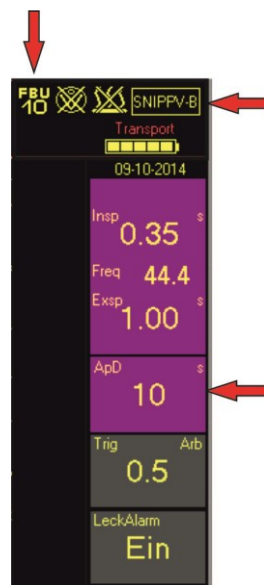 FBU
10
SNIPPV-B
Transport
09-10-2014
Insp s
0.35
Freq 44.4
Exsp s
1.00
ApD s
10
Trig Arb
0.5
LeckAlarm
Ein